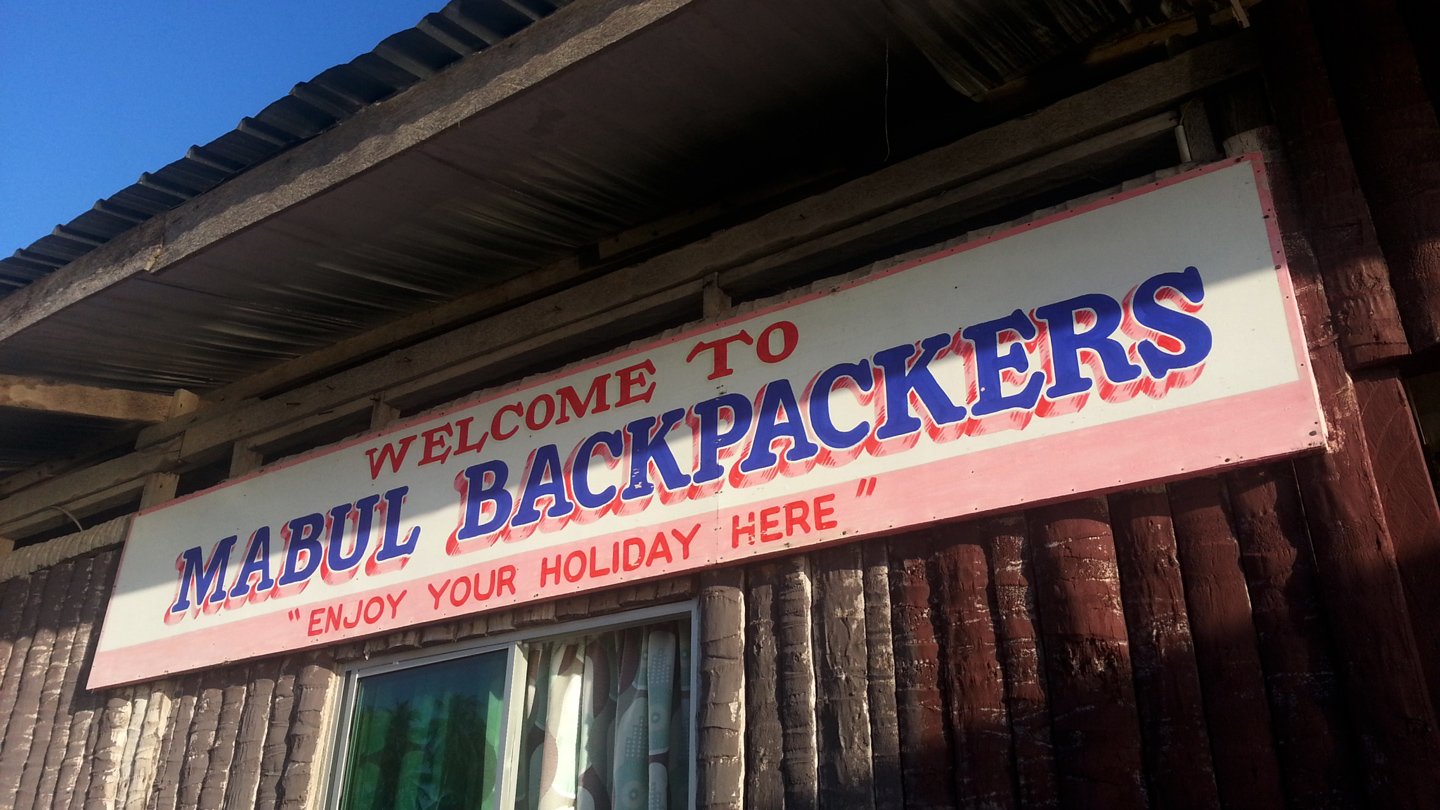 WELCOME TO
MABUL BACKPACKERS
"ENJOY YOUR HOLIDAY HERE"